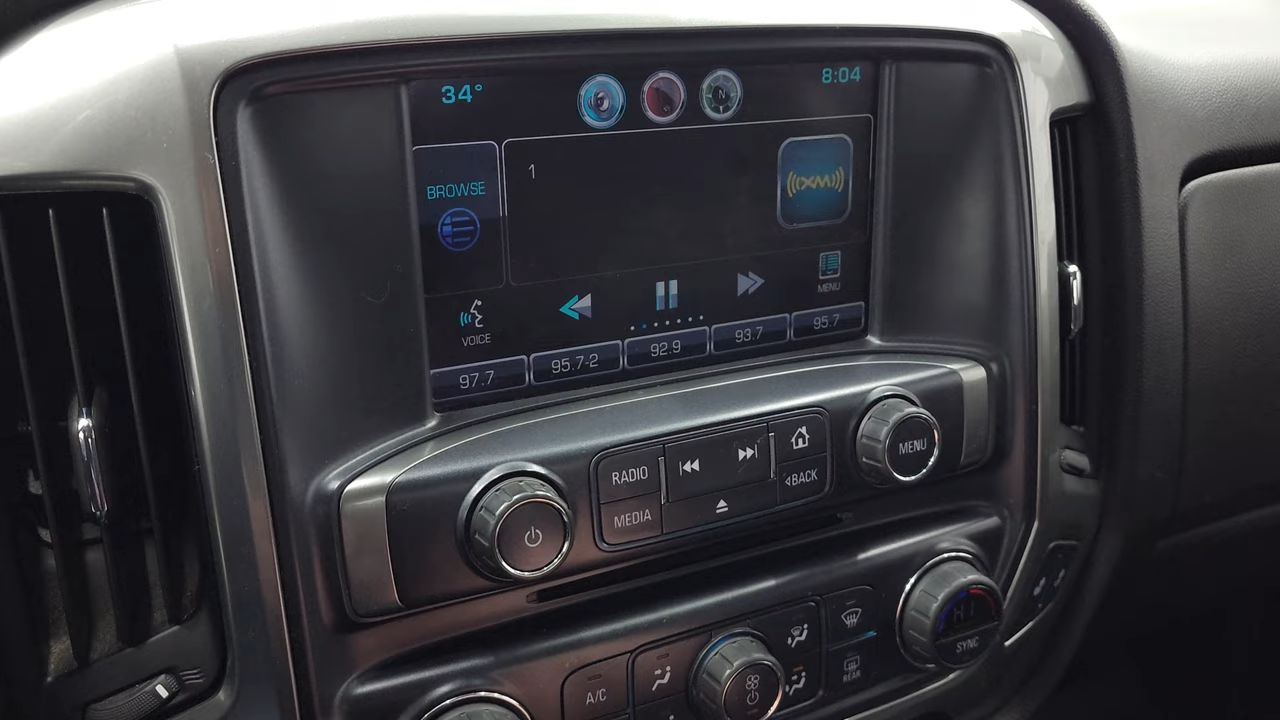 34°
N
8:04
BROWSE
1
XM
VOICE
MENU
97.7
95.7-2
92.9
93.7
95.7
RADIO
MEDIA
BACK
MENU
A/C
REAR
HI
SYNC